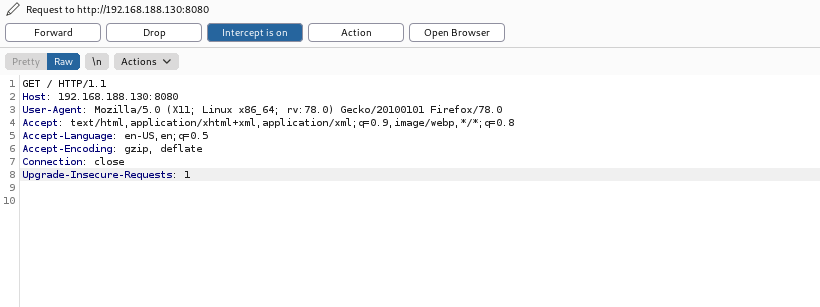 Request to http://192.168.188.130:8080
Forward Drop Intercept is on Action Open Browser
Pretty Raw \n Actions
1 GET / HTTP/1.1
2 Host: 192.168.188.130:8080
3 User-Agent: Mozilla/5.0 (X11; Linux x86_64; rv:78.0) Gecko/20100101 Firefox/78.0
4 Accept: text/html,application/xhtml+xml,application/xml;q=0.9,image/webp,*/*;q=0.8
5 Accept-Language: en-US,en;q=0.5
6 Accept-Encoding: gzip, deflate
7 Connection: close
8 Upgrade-Insecure-Requests: 1
9
10